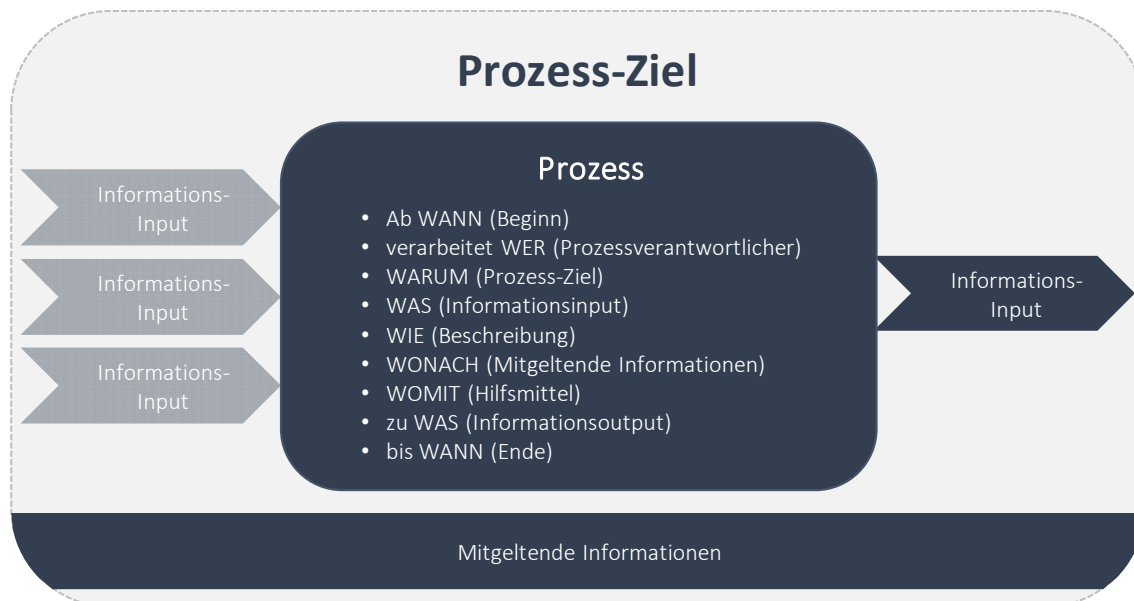 Prozess-Ziel
Informations-
Input
Informations-
Input
Informations-
Input
Prozess
• Ab WANN (Beginn)
• verarbeitet WER (Prozessverantwortlicher)
• WARUM (Prozess-Ziel)
• WAS (Informationsinput)
• WIE (Beschreibung)
• WONACH (Mitgeltende Informationen)
• WOMIT (Hilfsmittel)
• zu WAS (Informationsoutput)
• bis WANN (Ende)
Informations-
Input
Mitgeltende Informationen